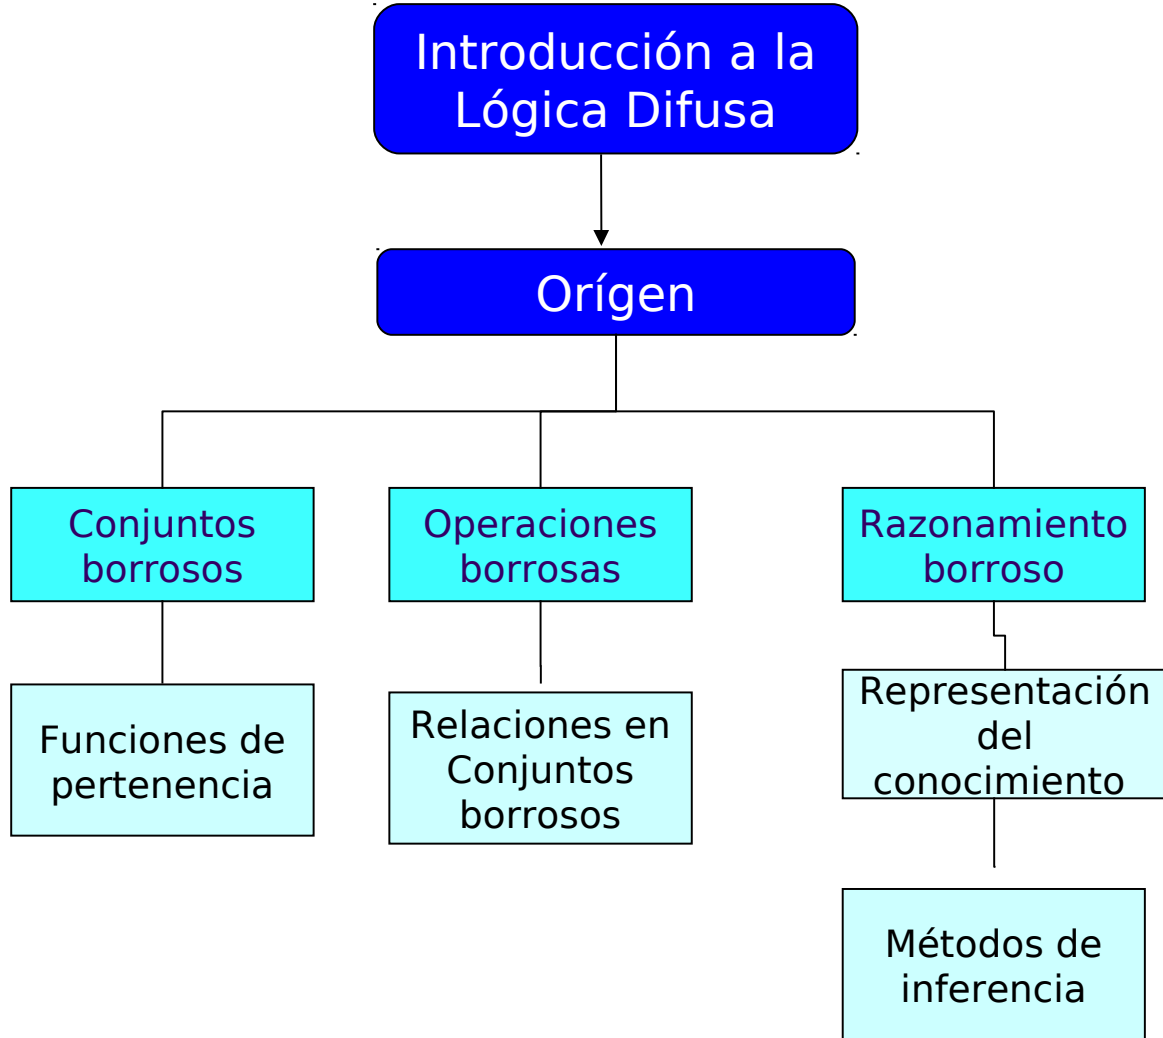 Introducción a la
Lógica Difusa
Orígen
Conjuntos
borrosos
Operaciones
borrosas
Razonamiento
borroso
Funciones de
pertenencia
Relaciones en
Conjuntos
borrosos
Representación
del
conocimiento
Métodos de
inferencia